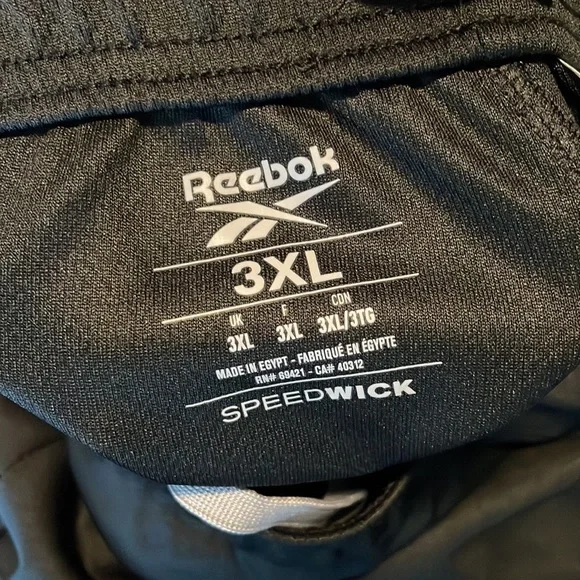 Reebok
3XL
UK F CDN
3XL 3XL 3XL/3TG
MADE IN EGYPT - FABRIQUÉ EN ÉGYPTE
RN# 69421 - CA# 40312
SPEEDWICK